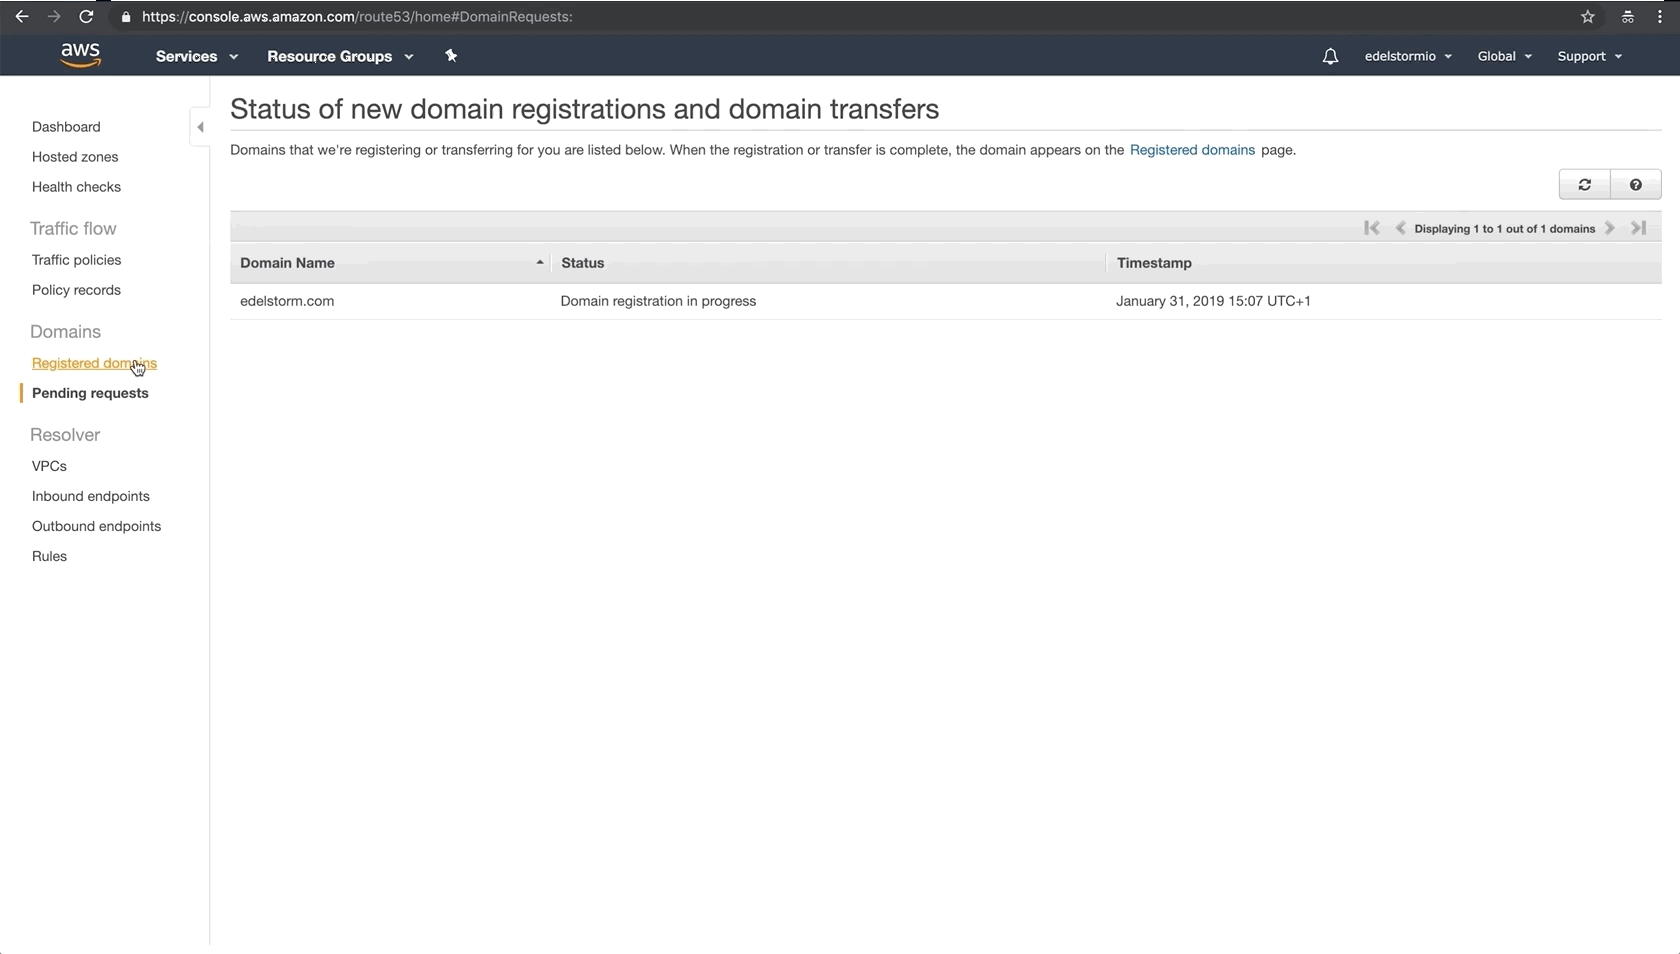 https://console.aws.amazon.com/route53/home#DomainRequests:
aws Services Resource Groups edelstormio Global Support
Dashboard
Hosted zones
Health checks
Traffic flow
Traffic policies
Policy records
Domains
Registered domains
Pending requests
Resolver
VPCs
Inbound endpoints
Outbound endpoints
Rules
Status of new domain registrations and domain transfers
Domains that we're registering or transferring for you are listed below. When the registration or transfer is complete, the domain appears on the Registered domains page.
Displaying 1 to 1 out of 1 domains
Domain Name Status Timestamp
edelstorm.com Domain registration in progress January 31, 2019 15:07 UTC+1